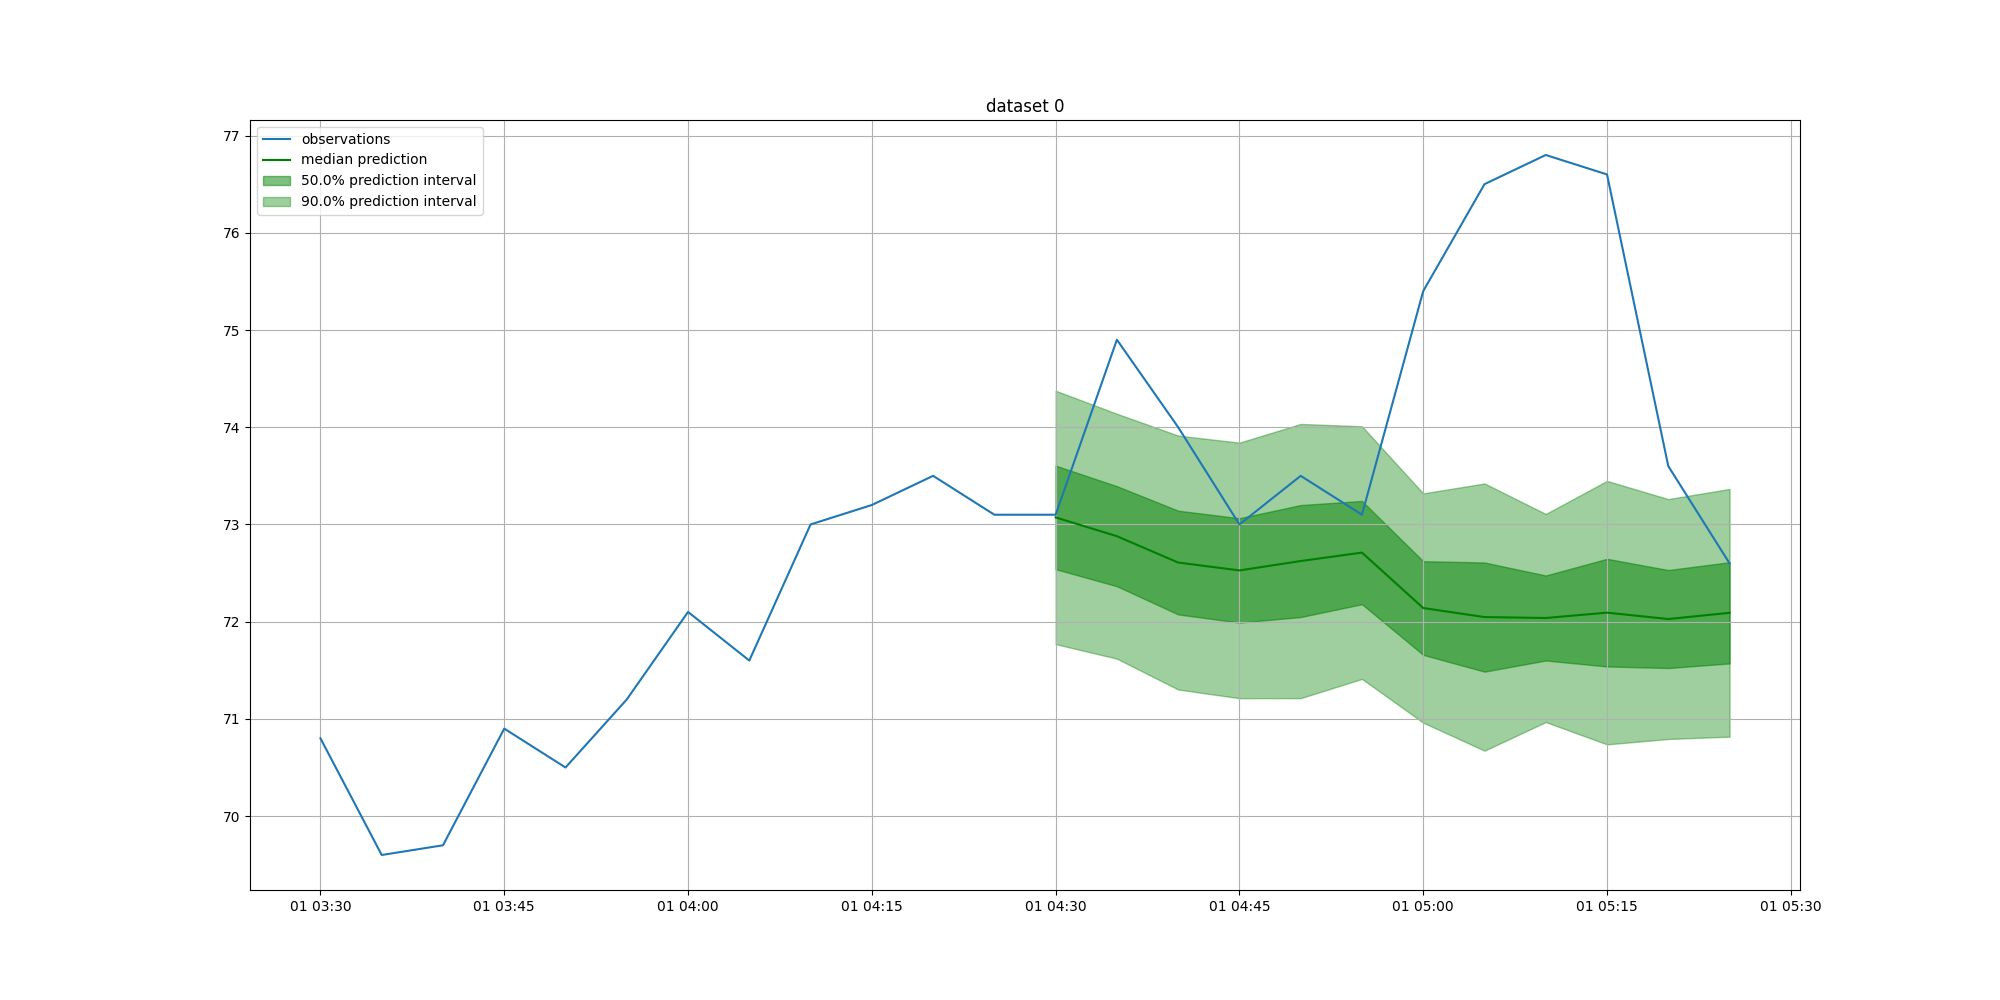 dataset 0
observations
median prediction
50.0% prediction interval
90.0% prediction interval
77
76
75
74
73
72
71
70
01 03:30 01 03:45 01 04:00 01 04:15 01 04:30 01 04:45 01 05:00 01 05:15 01 05:30